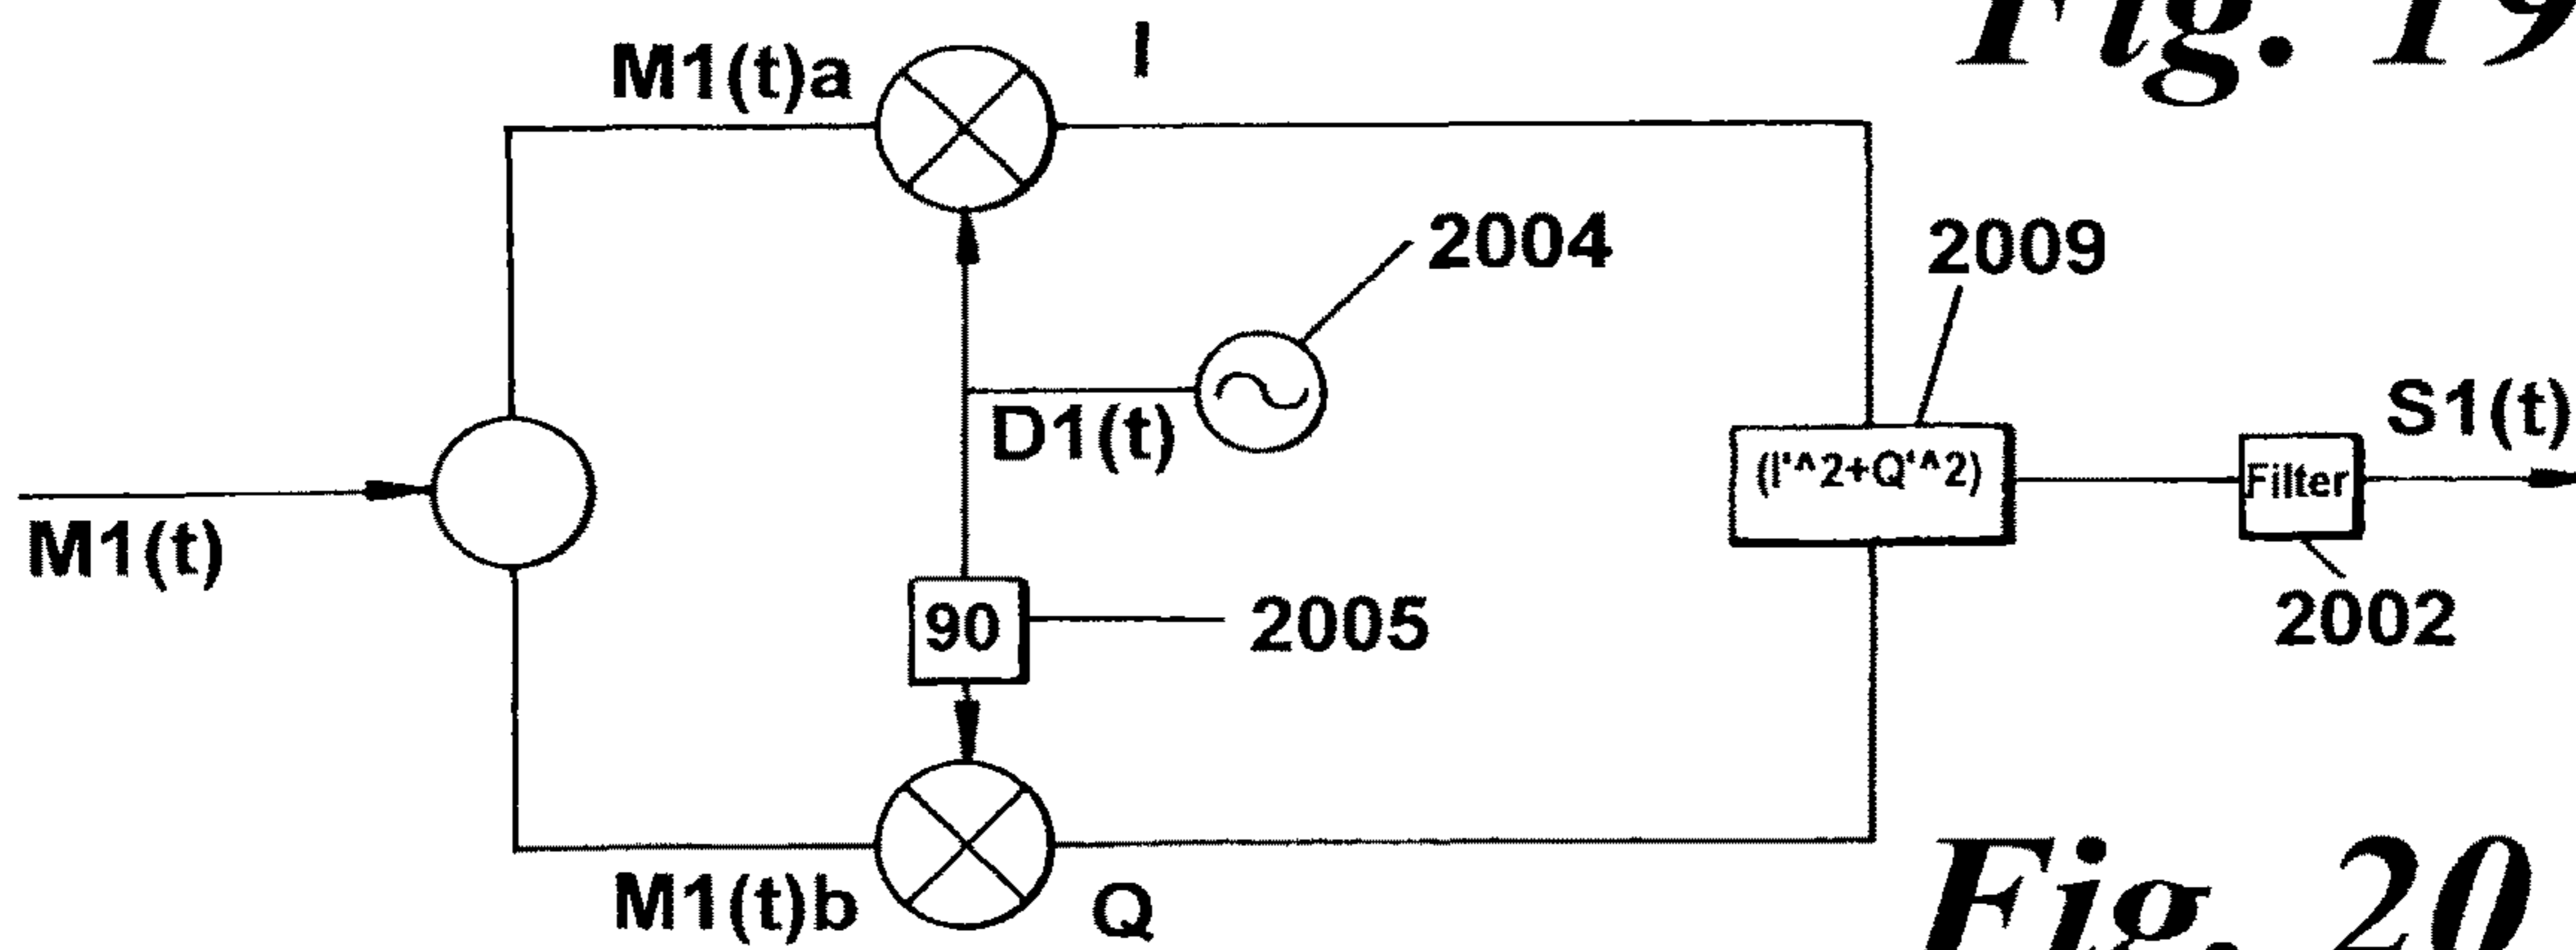 Fig. 19
M1(t)a
I
2004
2009
D1(t)
(I'^2+Q'^2)
Filter
S1(t)
M1(t)
90
2005
2002
M1(t)b
Q
Fig. 20